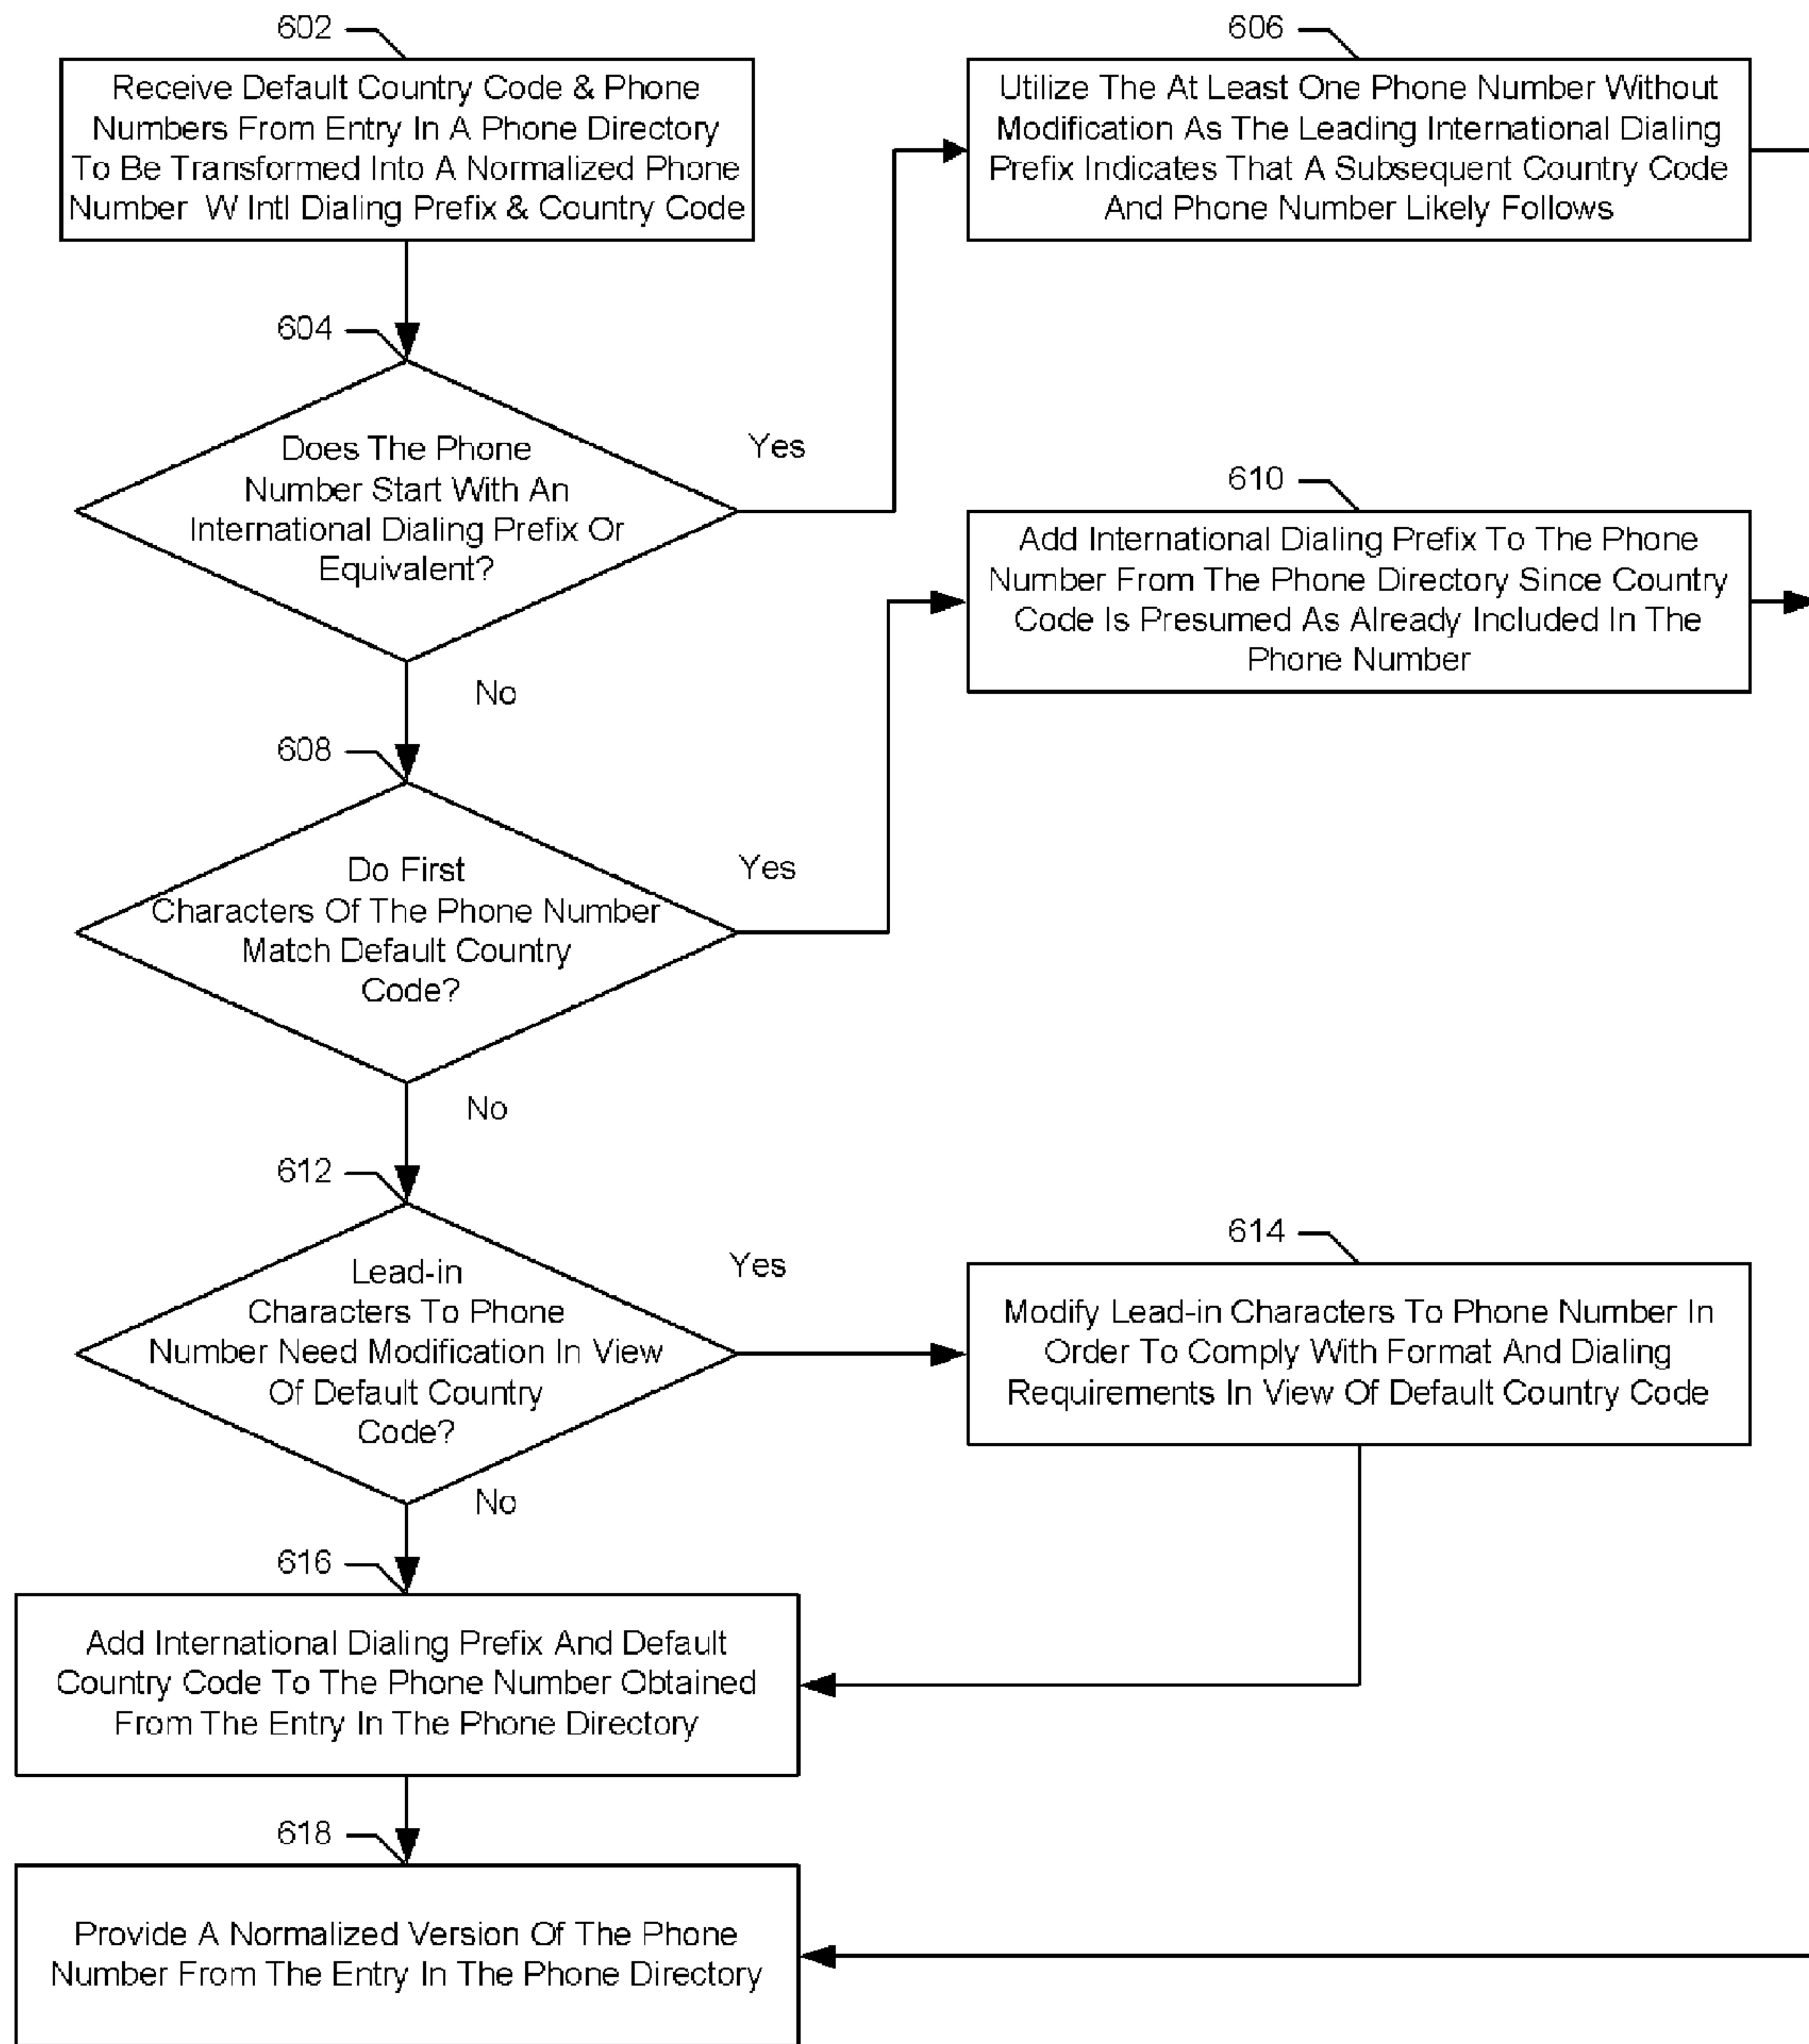 602
Receive Default Country Code & Phone
Numbers From Entry In A Phone Directory
To Be Transformed Into A Normalized Phone
Number W Intl Dialing Prefix & Country Code
606
Utilize The At Least One Phone Number Without
Modification As The Leading International Dialing
Prefix Indicates That A Subsequent Country Code
And Phone Number Likely Follows
604
Does The Phone
Number Start With An
International Dialing Prefix Or
Equivalent?
Yes
No
610
Add International Dialing Prefix To The Phone
Number From The Phone Directory Since Country
Code Is Presumed As Already Included In The
Phone Number
608
Do First
Characters Of The Phone Number
Match Default Country
Code?
Yes
No
612
Lead-in
Characters To Phone
Number Need Modification In View
Of Default Country
Code?
Yes
No
614
Modify Lead-in Characters To Phone Number In
Order To Comply With Format And Dialing
Requirements In View Of Default Country Code
616
Add International Dialing Prefix And Default
Country Code To The Phone Number Obtained
From The Entry In The Phone Directory
618
Provide A Normalized Version Of The Phone
Number From The Entry In The Phone Directory